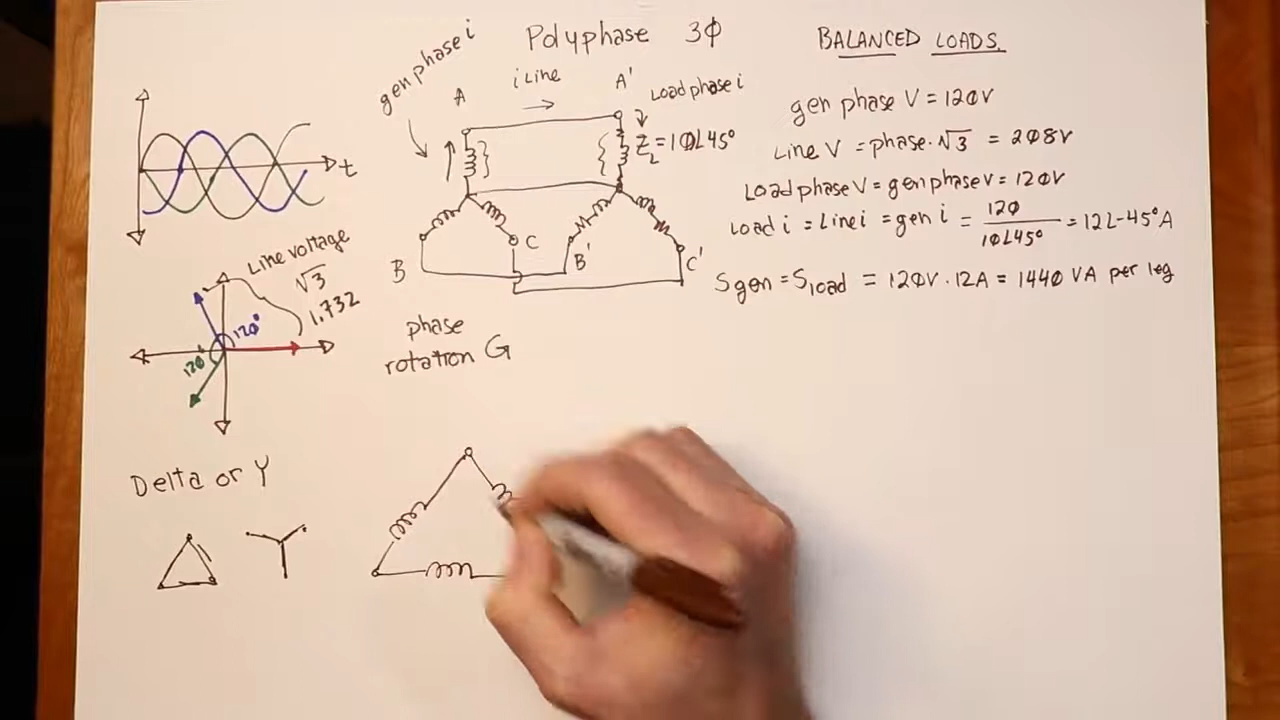 Polyphase 3Φ
BALANCED LOADS.
gen phase i
i Line
A
A'
Load phase i
Z_L = 10∠45°
C
B
B'
C'
t
Line voltage
√3
1.732
120°
120
phase
rotation
gen phase V = 120V
Line V = phase·√3 = 208V
Load phase V = gen phase V = 120V
Load i = Line i = gen i = 120 / 10∠45° = 12∠-45° A
Sgen = Sload = 120V · 12A = 1440 VA per leg
Delta or Y